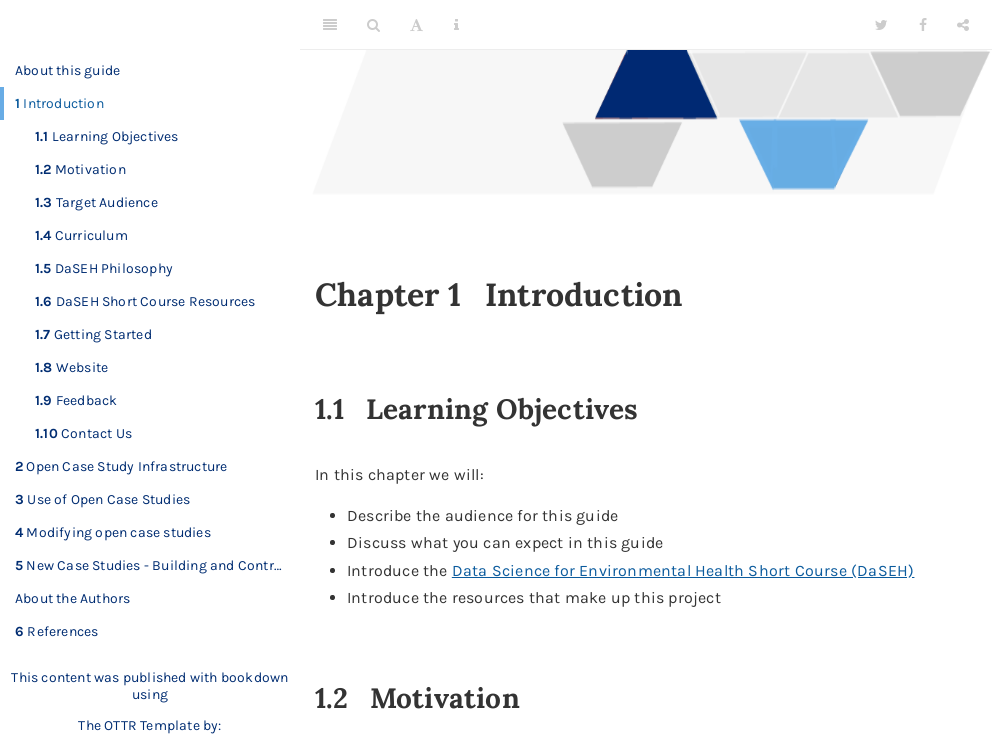 About this guide
1 Introduction
1.1 Learning Objectives
1.2 Motivation
1.3 Target Audience
1.4 Curriculum
1.5 DaSEH Philosophy
1.6 DaSEH Short Course Resources
1.7 Getting Started
1.8 Website
1.9 Feedback
1.10 Contact Us
2 Open Case Study Infrastructure
3 Use of Open Case Studies
4 Modifying open case studies
5 New Case Studies - Building and Contr…
About the Authors
6 References
This content was published with bookdown
using
The OTTR Template by:
Chapter 1 Introduction
1.1 Learning Objectives
In this chapter we will:
• Describe the audience for this guide
• Discuss what you can expect in this guide
• Introduce the Data Science for Environmental Health Short Course (DaSEH)
• Introduce the resources that make up this project
1.2 Motivation